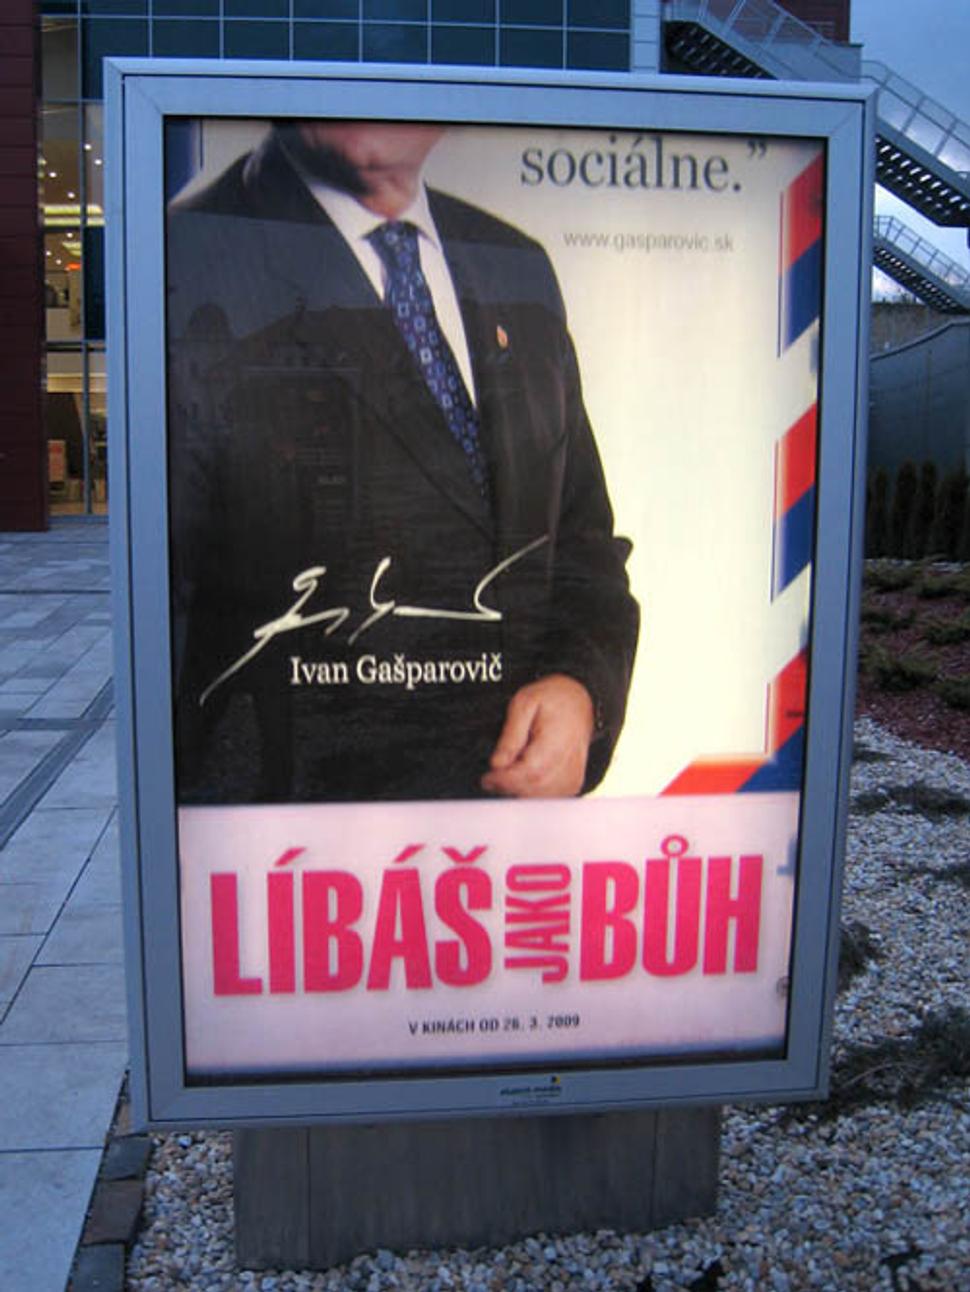 sociálne.”
www.gasparovic.sk
Ivan Gašparovič
LÍBÁŠ JAKO BŮH
V KINÁCH OD 26. 3. 2009